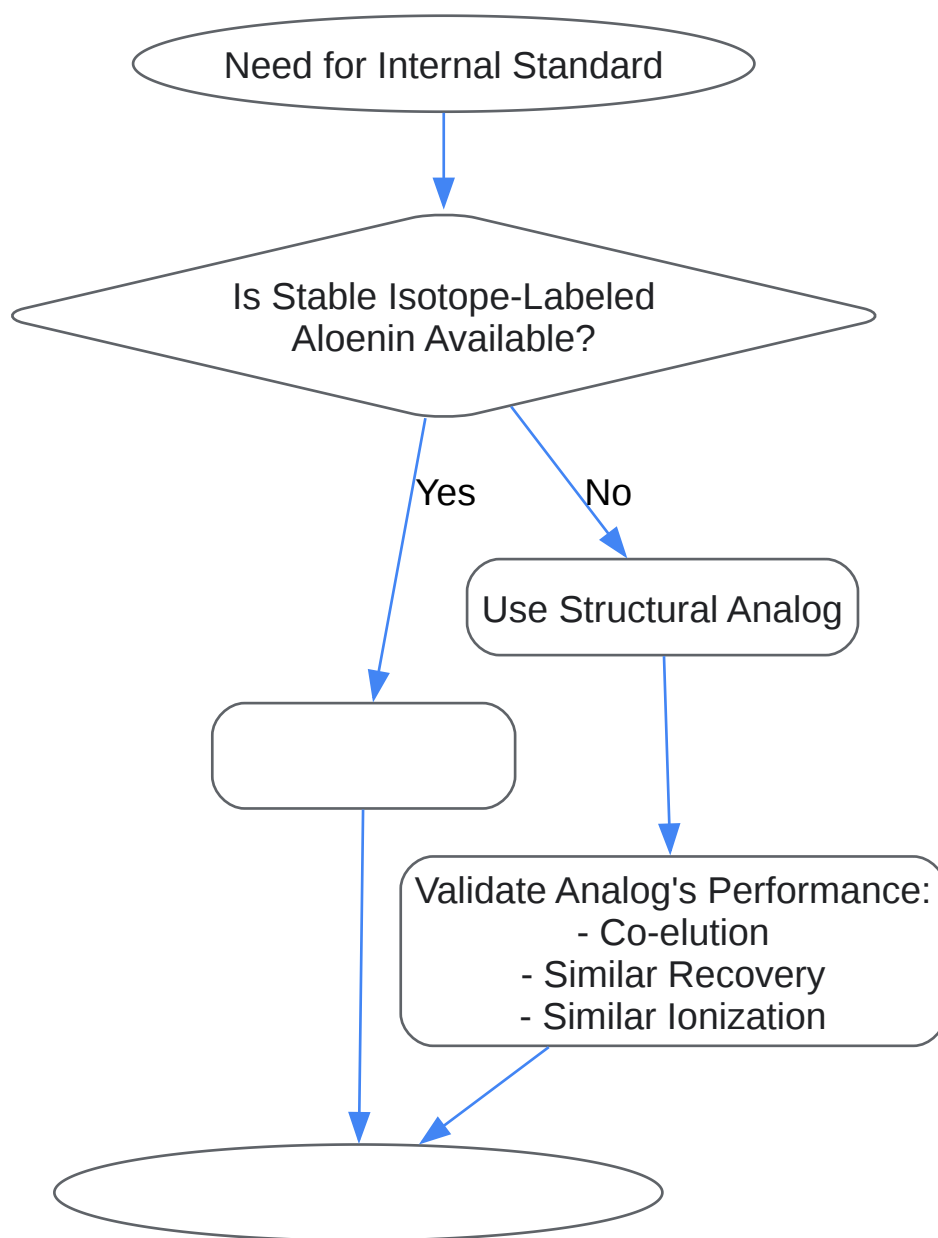 Need for Internal Standard
Is Stable Isotope-Labeled
Aloenin Available?
Yes
No
Use Structural Analog
Validate Analog's Performance:
- Co-elution
- Similar Recovery
- Similar Ionization